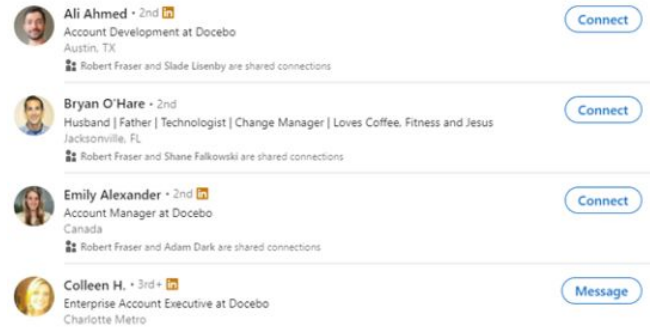 Ali Ahmed • 2nd in
Connect
Account Development at Docebo
Austin, TX
Robert Fraser and Slade Lisenby are shared connections
Bryan O'Hare • 2nd
Connect
Husband | Father | Technologist | Change Manager | Loves Coffee, Fitness and Jesus
Jacksonville, FL
Robert Fraser and Shane Falkowski are shared connections
Emily Alexander • 2nd in
Connect
Account Manager at Docebo
Canada
Robert Fraser and Adam Dark are shared connections
Colleen H. • 3rd+ in
Message
Enterprise Account Executive at Docebo
Charlotte Metro